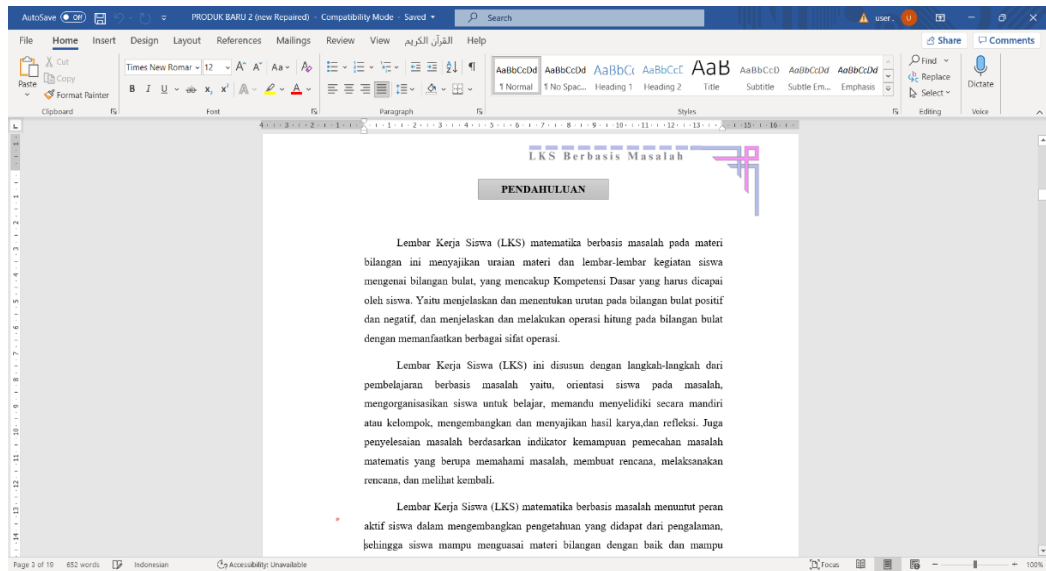 AutoSave Off PRODUK BARU 2 (new Repaired) - Compatibility Mode - Saved Search user . U
File Home Insert Design Layout References Mailings Review View القرآن الكريم Help Share Comments
Paste Cut Copy Format Painter
Times New Romar 12
AaBbCcDd AaBbCcDd AaBbCc AaBbCcE AaB AaBbCcD AaBbCcDd AaBbCcDd
¶ Normal ¶ No Spac... Heading 1 Heading 2 Title Subtitle Subtle Em... Emphasis
Find Replace Select Dictate
Clipboard Font Paragraph Styles Editing Voice
LKS Berbasis Masalah
PENDAHULUAN
Lembar Kerja Siswa (LKS) matematika berbasis masalah pada materi
bilangan ini menyajikan uraian materi dan lembar-lembar kegiatan siswa
mengenai bilangan bulat, yang mencakup Kompetensi Dasar yang harus dicapai
oleh siswa. Yaitu menjelaskan dan menentukan urutan pada bilangan bulat positif
dan negatif, dan menjelaskan dan melakukan operasi hitung pada bilangan bulat
dengan memanfaatkan berbagai sifat operasi.
Lembar Kerja Siswa (LKS) ini disusun dengan langkah-langkah dari
pembelajaran berbasis masalah yaitu, orientasi siswa pada masalah,
mengorganisasikan siswa untuk belajar, memandu menyelidiki secara mandiri
atau kelompok, mengembangkan dan menyajikan hasil karya,dan refleksi. Juga
penyelesaian masalah berdasarkan indikator kemampuan pemecahan masalah
matematis yang berupa memahami masalah, membuat rencana, melaksanakan
rencana, dan melihat kembali.
Lembar Kerja Siswa (LKS) matematika berbasis masalah menuntut peran
aktif siswa dalam mengembangkan pengetahuan yang didapat dari pengalaman,
sehingga siswa mampu menguasai materi bilangan dengan baik dan mampu
Page 3 of 19 652 words Indonesian Accessibility: Unavailable Focus 100%